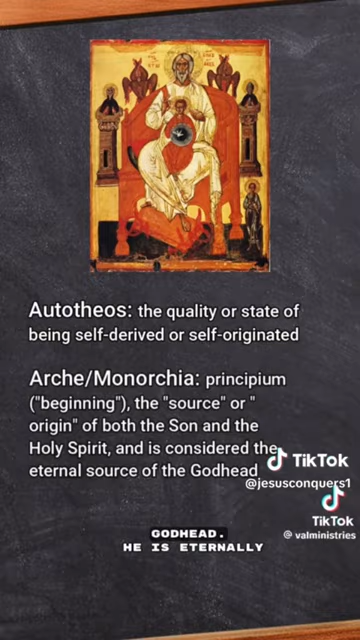 Autotheos: the quality or state of
being self-derived or self-originated
Arche/Monorchia: principium
("beginning"), the "source" or "
origin" of both the Son and the
Holy Spirit, and is considered the
eternal source of the Godhead
TikTok
@jesusconquers1
TikTok
@ valministries
GODHEAD.
HE IS ETERNALLY